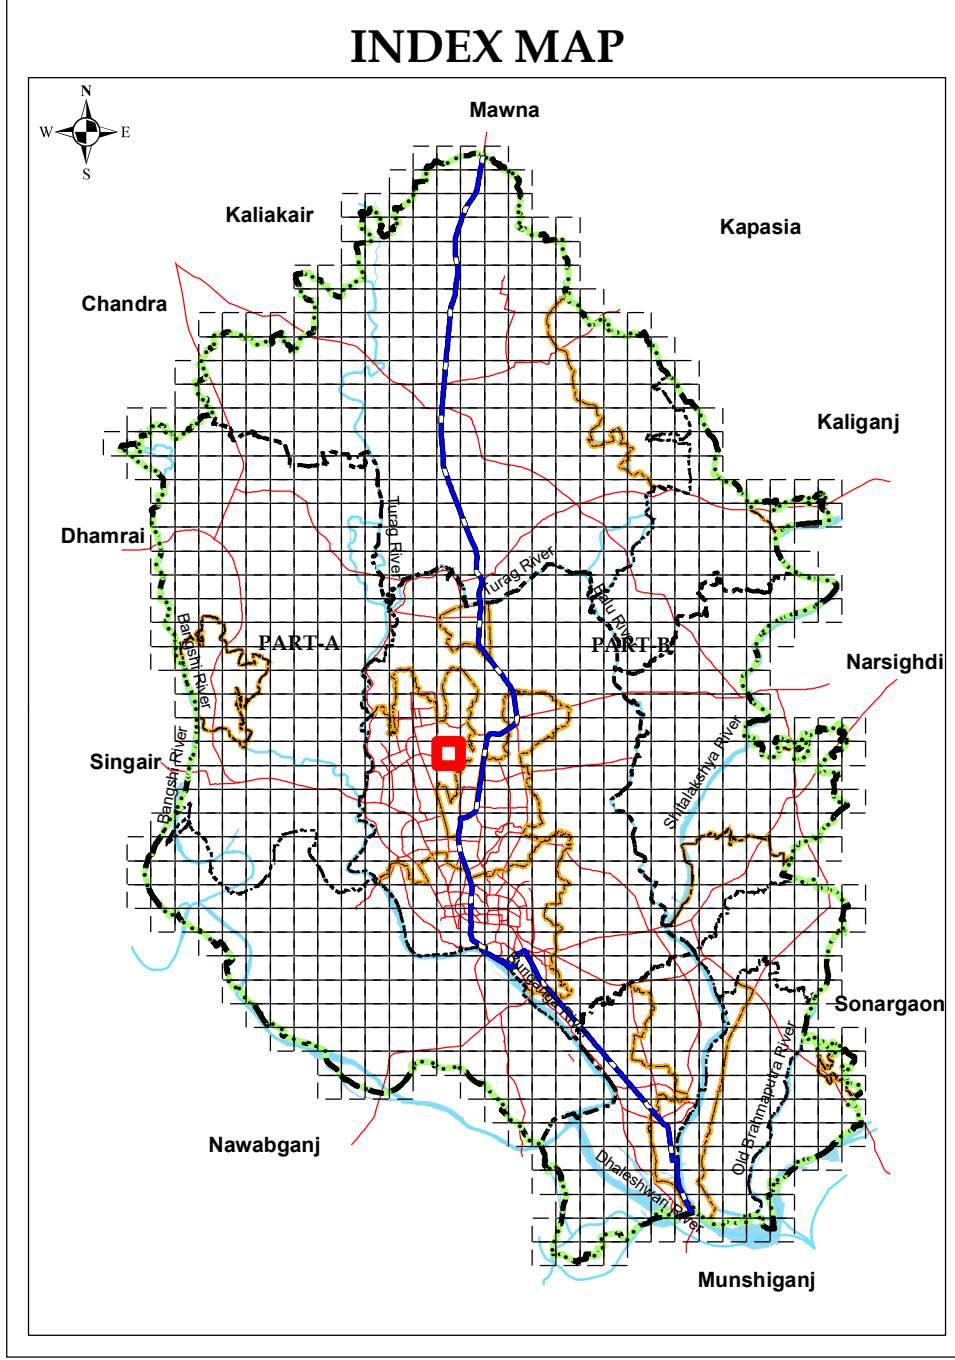 INDEX MAP
N
W E
S
Mawna
Kaliakair
Kapasia
Chandra
Kaliganj
Dhamrai
Turag River
Turag River
Balu River
Bangshi River
PART-A
PART-B
Narsighdi
Singair
Bangshi River
Shitalakshya River
Buriganga River
Sonargaon
Old Brahmaputra River
Nawabganj
Dhaleshwari River
Munshiganj